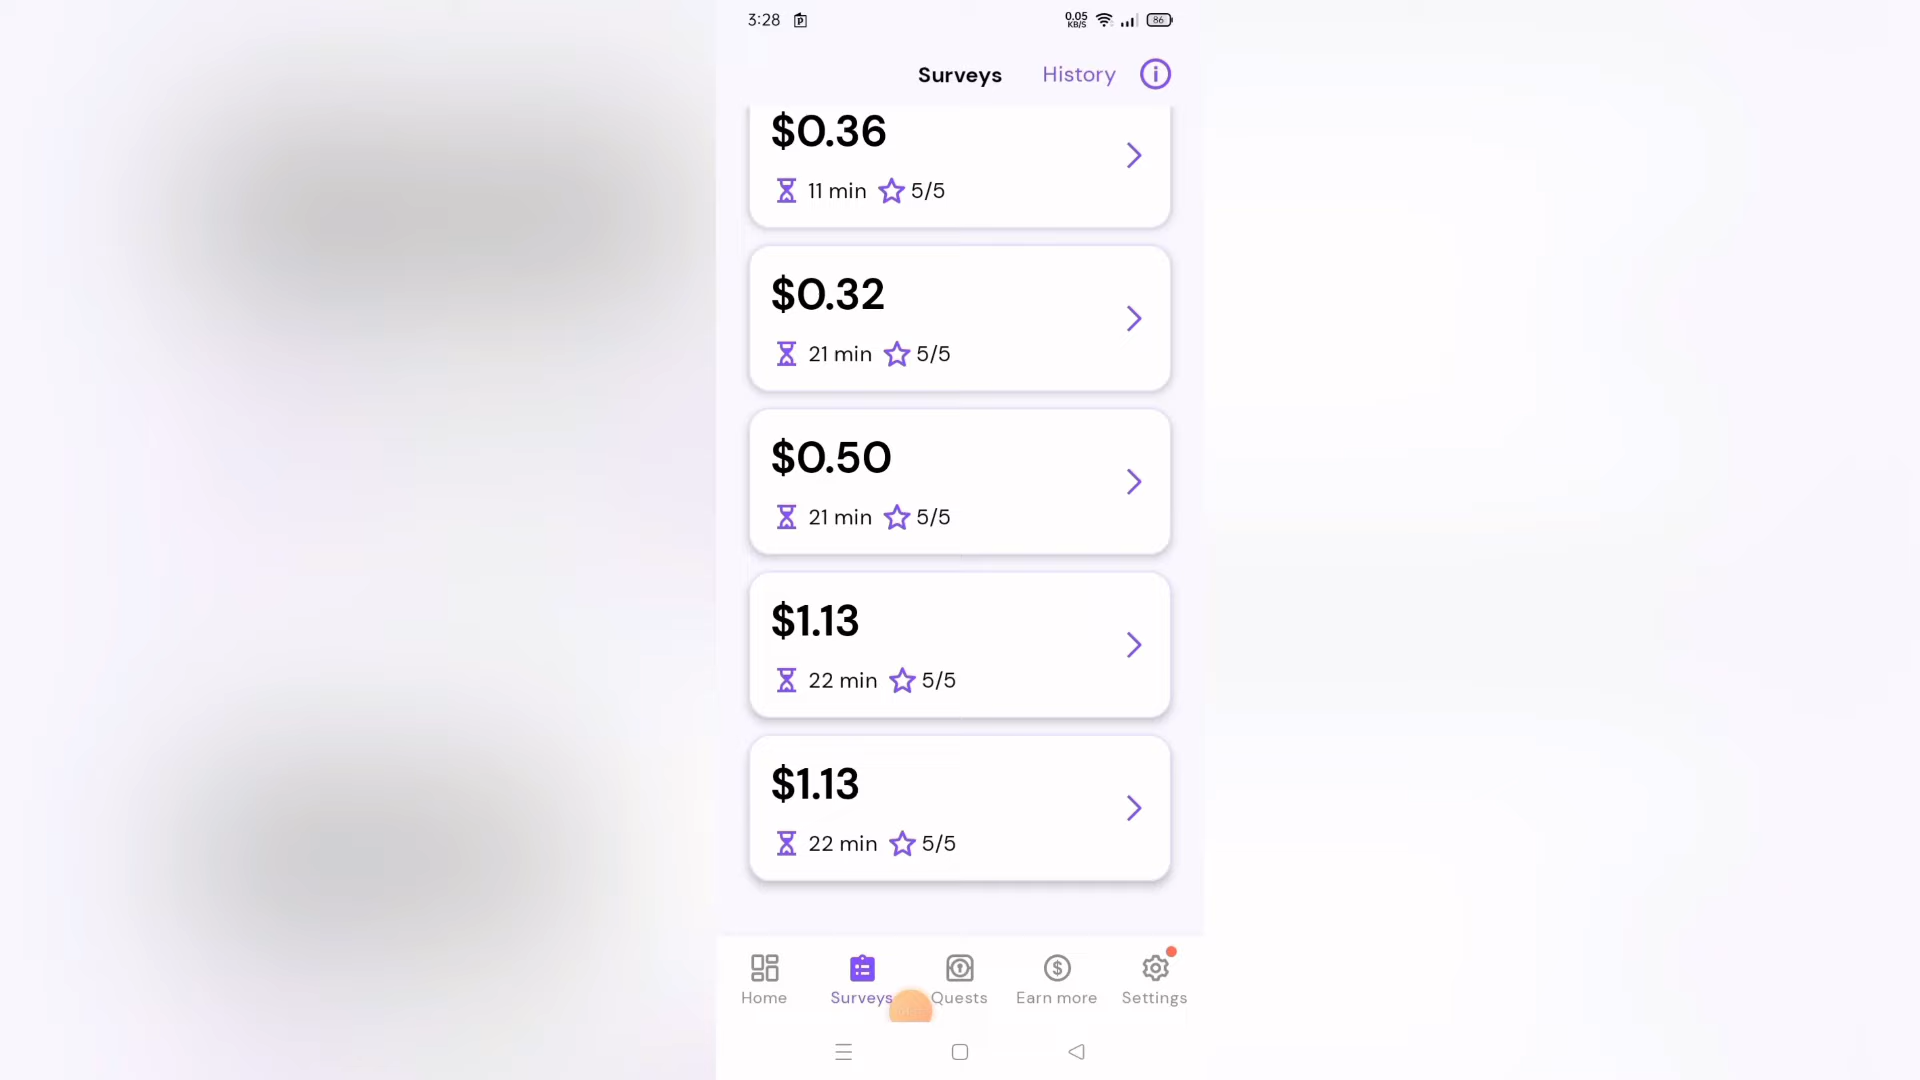 3:28
0.05
KB/S
86
Surveys
History
$0.36
11 min 5/5
$0.32
21 min 5/5
$0.50
21 min 5/5
$1.13
22 min 5/5
$1.13
22 min 5/5
Home
Surveys
Quests
Earn more
Settings